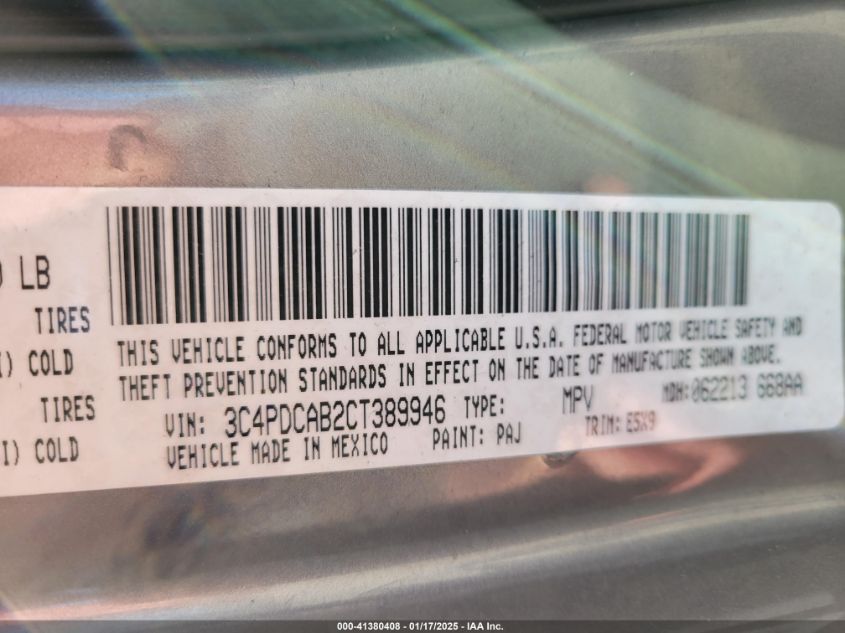 LB
TIRES
) COLD
TIRES
I) COLD
THIS VEHICLE CONFORMS TO ALL APPLICABLE U.S.A. FEDERAL MOTOR VEHICLE SAFETY AND
THEFT PREVENTION STANDARDS IN EFFECT ON THE DATE OF MANUFACTURE SHOWN ABOVE.
VIN: 3C4PDCAB2CT389946 TYPE: MPV MDH:062213 668AA
VEHICLE MADE IN MEXICO PAINT: PAJ TRIM: E5X9
000-41380408 - 01/17/2025 - IAA Inc.